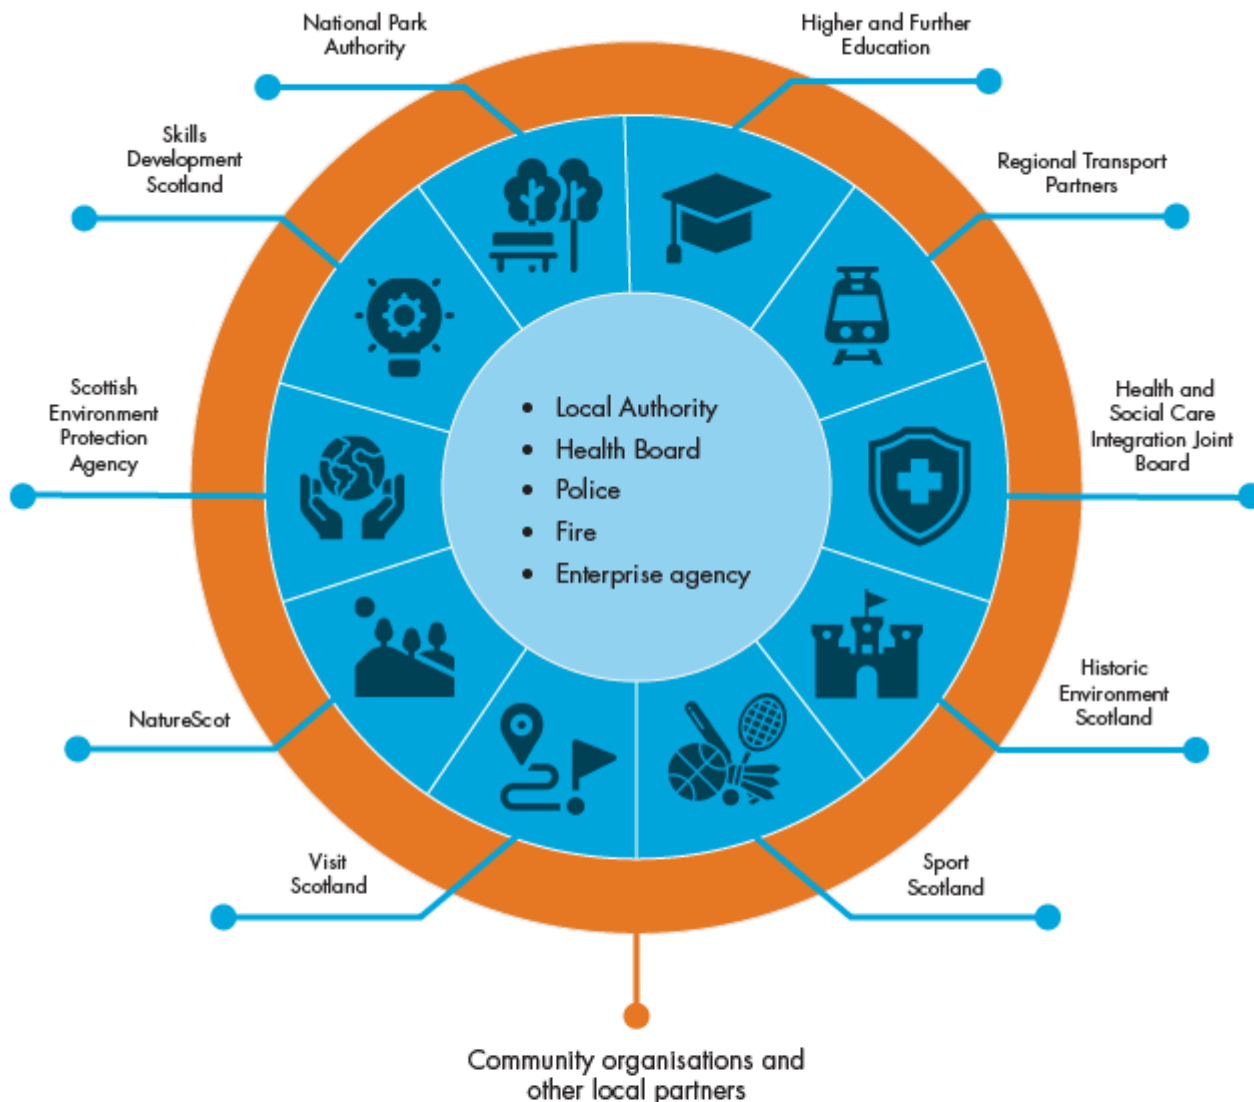 National Park
Authority
Higher and Further
Education
Skills
Development
Scotland
Regional Transport
Partners
Scottish
Environment
Protection
Agency
• Local Authority
• Health Board
• Police
• Fire
• Enterprise agency
Health and
Social Care
Integration Joint
Board
NatureScot
Historic
Environment
Scotland
Visit
Scotland
Sport
Scotland
Community organisations and
other local partners